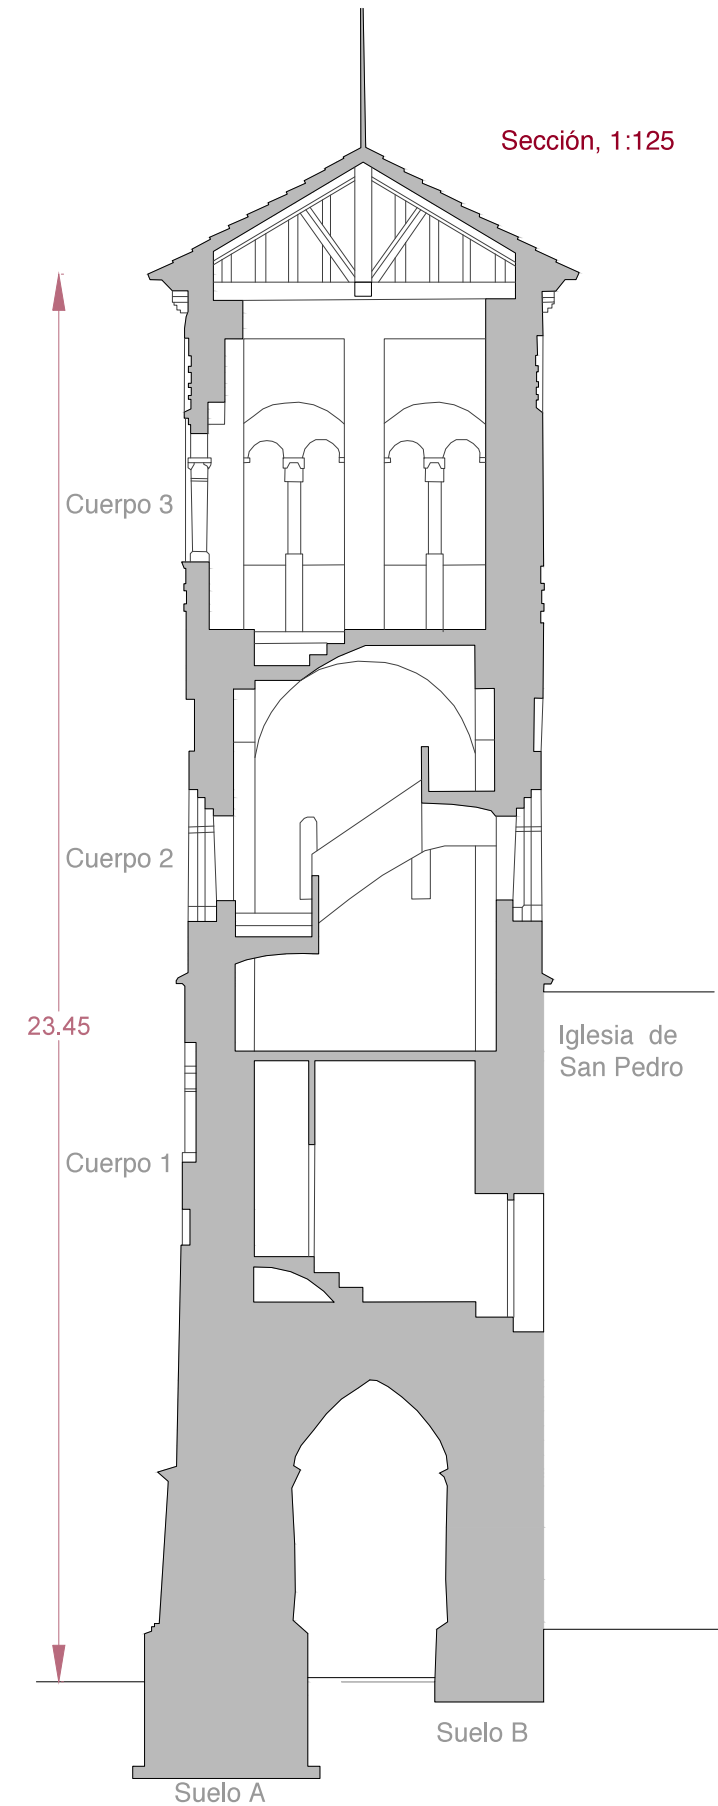 Sección, 1:125
Cuerpo 3
Cuerpo 2
23.45
Iglesia de
San Pedro
Cuerpo 1
Suelo B
Suelo A